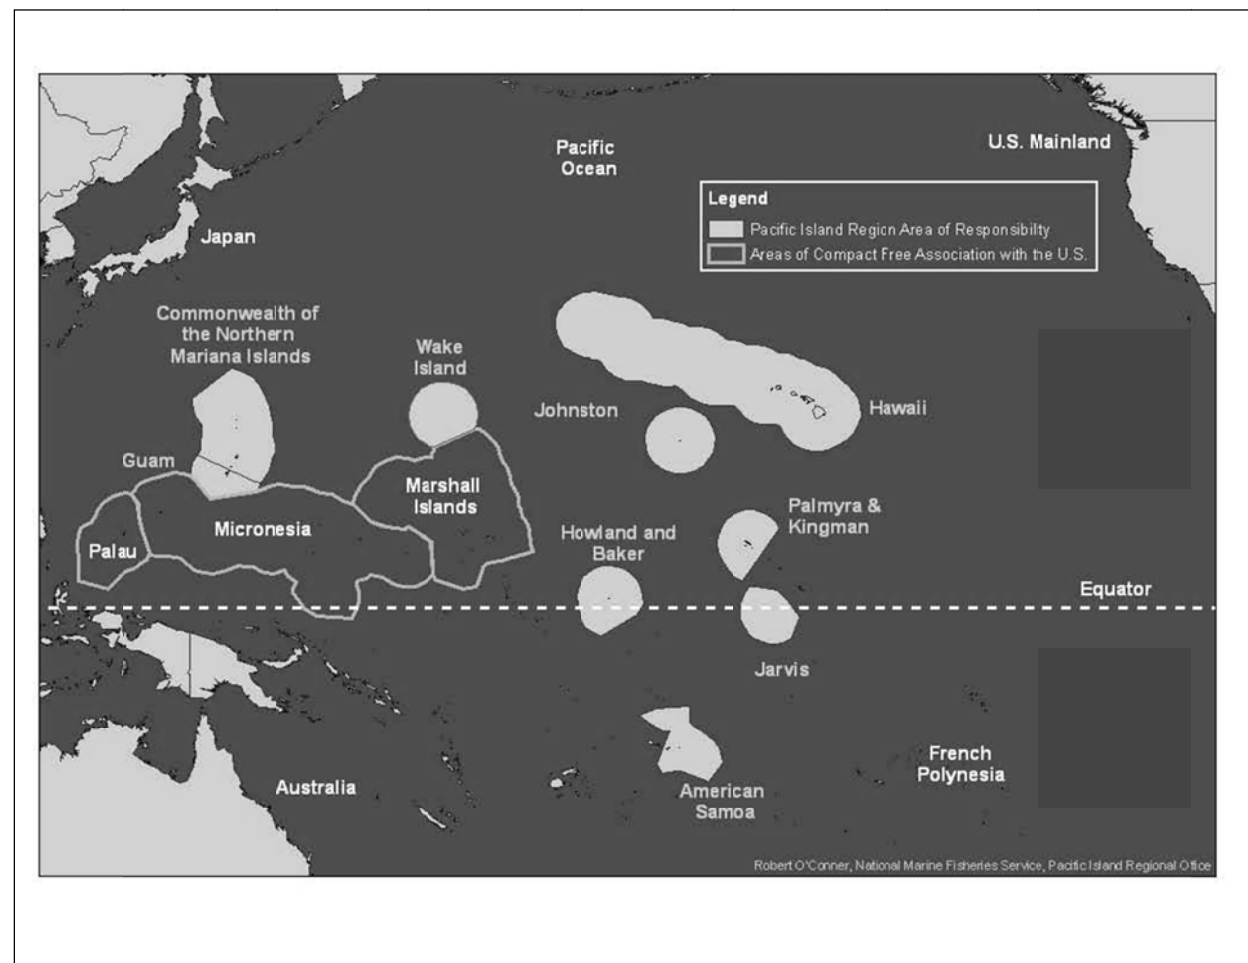 Pacific
Ocean
U.S. Mainland
Legend
Pacific Island Region Area of Responsibilty
Areas of Compact Free Association with the U.S.
Japan
Commonwealth of
the Northern
Mariana Islands
Wake
Island
Johnston
Hawaii
Guam
Marshall
Islands
Palmyra &
Kingman
Micronesia
Howland and
Baker
Palau
Equator
Jarvis
French
Polynesia
Australia
American
Samoa
Robert O'Conner, National Marine Fisheries Service, Pacific Island Regional Office